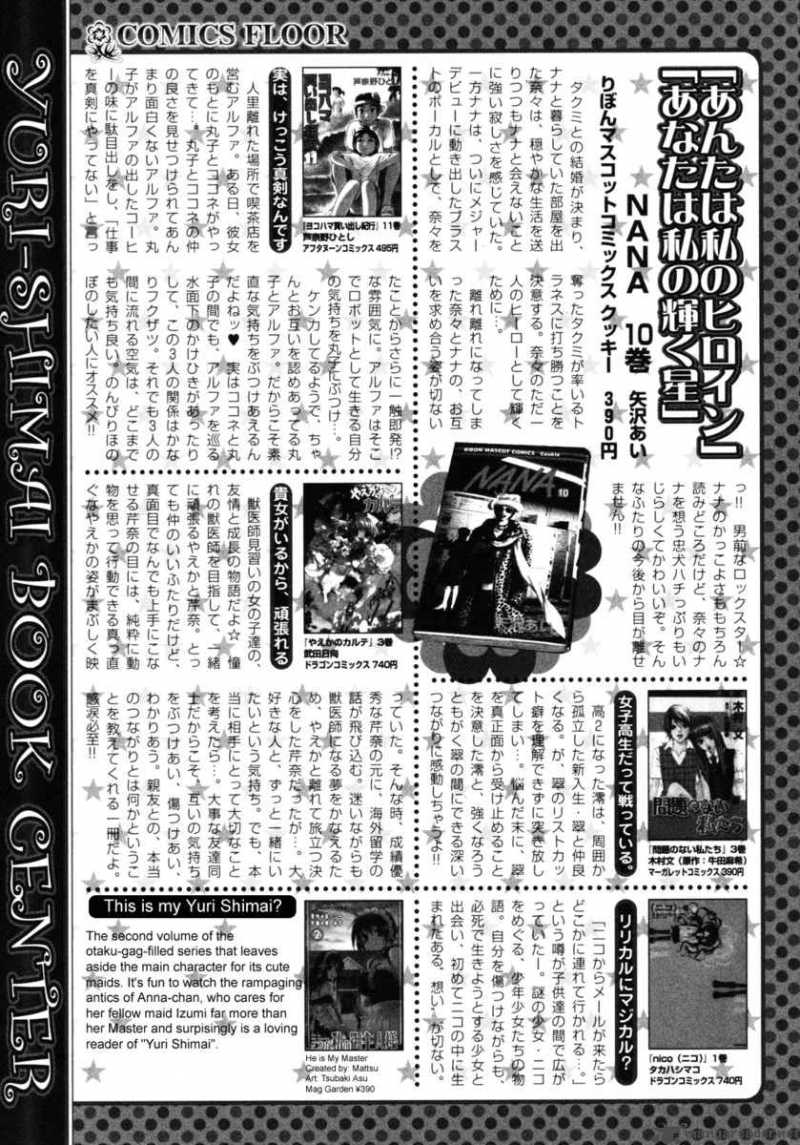 COMICS FLOOR
YURI-SHIMAI BOOK CENTER
「あんたは私のヒロイン」
「あなたは私の輝く星」
NANA 10巻 矢沢あい
りぼんマスコットコミックス クッキー 390円
タクミとの結婚が決まり、
ナナと暮らしていた部屋を出
た奈々は、穏やかな生活を送
りつつもナナと会えないこと
に強い寂しさを感じていた。
一方ナナは、ついにメジャー
デビューに動き出したブラス
トのボーカルとして、奈々を
奪ったタクミが率いるト
ラネスに打ち勝つことを
決意する。奈々のただ一
人のヒーローとして輝く
ために…。
離れ離れになってしま
った奈々とナナの、お互
いを求め合う姿が切ない
っ!! 男前なロックスター☆
ナナのかっこよさももちろん
読みどころだけど、奈々のナ
ナを想う忠犬ハチっぷりもい
じらしくてかわいいぞ。そん
なふたりの今後から目が離せ
ません!!
RIBON MASCOT COMICS Cookie
NANA
10
矢沢あい
ヨコハマ買い出し紀行
11
芦奈野ひとし
『ヨコハマ買い出し紀行』11巻
芦奈野ひとし
アフタヌーンコミックス 495円
実は、けっこう真剣なんです
人里離れた場所で喫茶店を
営むアルファ。ある日、彼女
のもとに丸子とココネがやっ
てきて…。丸子とココネの仲
の良さを見せつけられてあん
まり面白くないアルファ。丸
子がアルファの出したコーヒ
ーの味に駄目出しをし、「仕事
を真剣にやってない」と言っ
たことからさらに一触即発!?
な雰囲気に。アルファはそこ
でロボットとして生きる自分
の気持ちを丸子にぶつけ…。
ケンカしてるようで、ちゃ
んとお互いを認めあってる丸
子とアルファ。だからこそ素
直な気持ちをぶつけあえるん
だよねッ♥ 実はココネと丸
子の間でも、アルファを巡る
水面下のかけひきがあったり
して、この3人の関係はかな
りフクザツ。それでも3人の
間に流れる空気は、どこまで
も気持ち良い。のんびりほの
ぼのしたい人にオススメ!!
やえかのカルテ
『やえかのカルテ』3巻
武田日向
ドラゴンコミックス 740円
貴女がいるから、頑張れる
獣医師見習いの女の子達の、
友情と成長の物語だよ☆ 憧
れの獣医師を目指して、一緒
に頑張るやえかと芹奈。とっ
ても仲のいいふたりだけど、
真面目でなんでも上手にこな
せる芹奈の目には、純粋に動
物を思って行動できる真っ直
ぐなやえかの姿がまぶしく映
っていた。そんな時、成績優
秀な芹奈の元に、海外留学の
話が飛び込む。迷いながらも
獣医師になる夢をかなえるた
め、やえかと離れて旅立つ決
心をした芹奈だったが…。大
好きな人と、ずっと一緒にい
たいという気持ち。でも、本
当に相手にとって大切なこと
を考えたら…。大事な友達同
士だからこそ、互いの気持ち
をぶつけあい、傷つけあい、
わかりあう。親友との、本当
のつながりとは何かというこ
とを教えてくれる一冊だよ。
感涙必至!!
木村文
問題のない私たち
『問題のない私たち』3巻
木村文（原作：牛田麻希）
マーガレットコミックス390円
女子高生だって戦っている。
高2になった澪は、周囲か
ら孤立した新入生・翠と仲良
くなる。が、翠のリストカッ
ト癖を理解できずに突き放し
てしまい…。悩んだ末に、翠
を真正面から受け止めること
を決意した澪と、強くなろう
ともがく翠の間にできる深い
つながりに感動しちゃうよ!!
『nico（ニコ）』1巻
タカハシマコ
ドラゴンコミックス740円
リリカルにマジカル?
「ニコからメールが来たら
どこかに連れて行かれる…。」
という噂が子供達の間で広が
っていたー。謎の少女・ニコ
をめぐる、少年少女たちの物
語。自分を傷つけながらも、
必死で生きようとする少女と
出会い、初めてニコの中に生
まれたある。想い。が切ない。
This is my Yuri Shimai?
The second volume of the
otaku-gag-filled series that leaves
aside the main character for its cute
maids. It's fun to watch the rampaging
antics of Anna-chan, who cares for
her fellow maid Izumi far more than
her Master and surprisingly is a loving
reader of "Yuri Shimai".
He is My Master
Created by: Mattsu
Art: Tsubaki Asu
Mag Garden ¥390